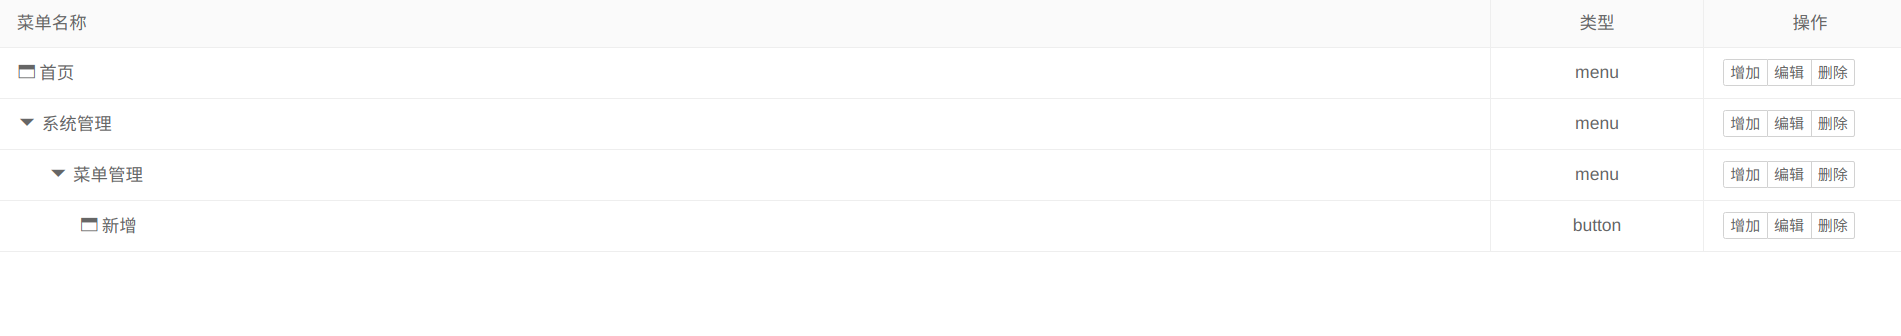 菜单名称 类型 操作
首页 menu 增加 编辑 删除
系统管理 menu 增加 编辑 删除
菜单管理 menu 增加 编辑 删除
新增 button 增加 编辑 删除